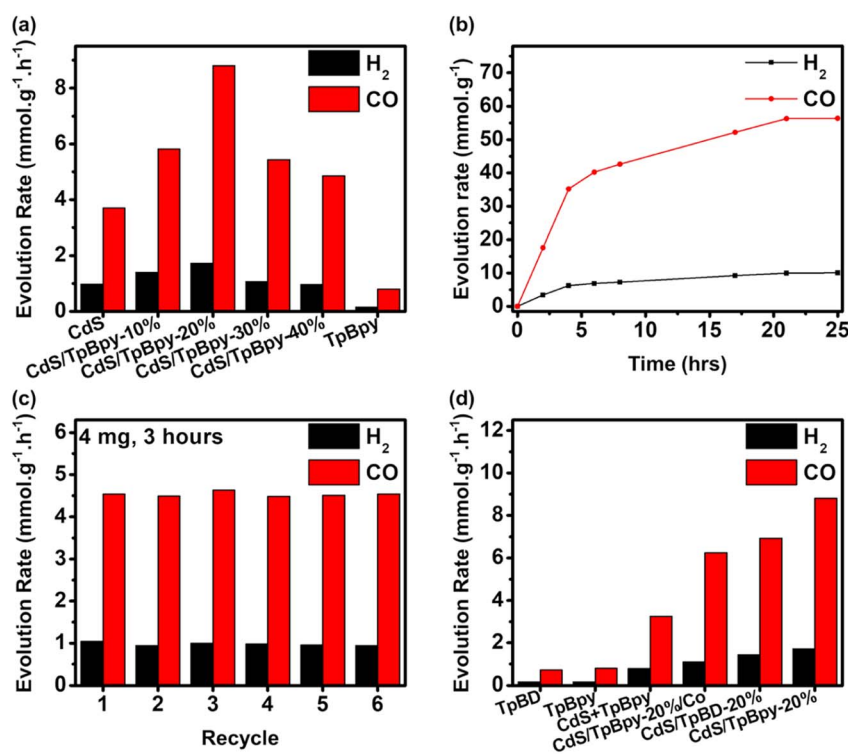 (a)
H2
CO
8
6
4
2
0
Evolution Rate (mmol.g-1.h-1)
CdS
CdS/TpBpy-10%
CdS/TpBpy-20%
CdS/TpBpy-30%
CdS/TpBpy-40%
TpBpy
(b)
H2
CO
70
60
50
40
30
20
10
0
Evolution rate (mmol.g-1)
0 5 10 15 20 25
Time (hrs)
(c)
4 mg, 3 hours
H2
CO
6
5
4
3
2
1
0
Evolution Rate (mmol.g-1.h-1)
1 2 3 4 5 6
Recycle
(d)
H2
CO
12
10
8
6
4
2
0
Evolution Rate (mmol.g-1.h-1)
TpBD
TpBpy
CdS+TpBpy
CdS/TpBpy-20%/Co
CdS/TpBD-20%
CdS/TpBpy-20%